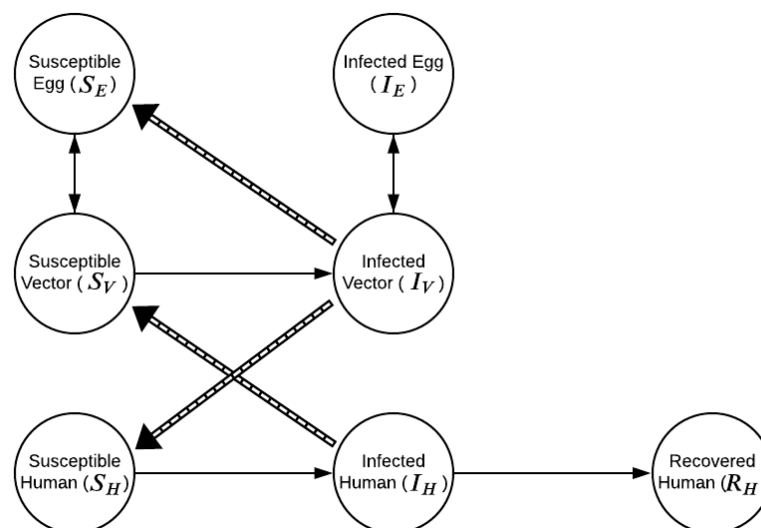 Susceptible
Egg (S_E)
Infected Egg
(I_E)
Susceptible
Vector (S_V)
Infected
Vector (I_V)
Susceptible
Human (S_H)
Infected
Human (I_H)
Recovered
Human (R_H